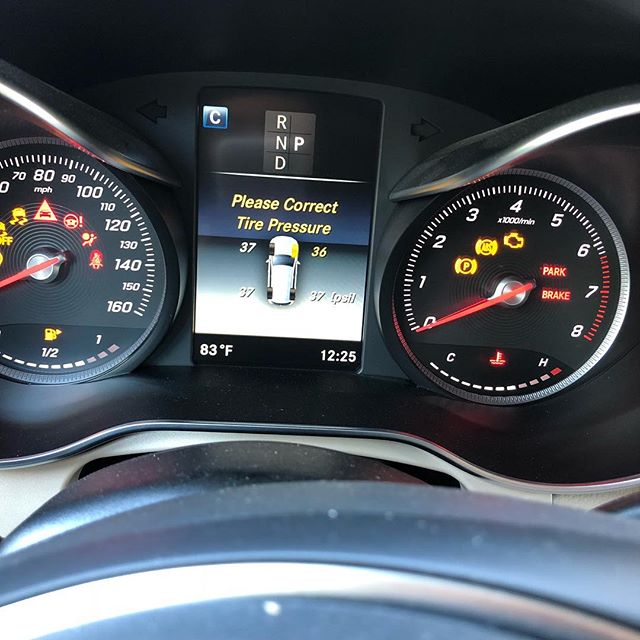 C
R
N P
D
Please Correct
Tire Pressure
37 36
37 37 [psi]
83°F 12:25
70 80 90
mph
100
110
120
130
140
150
160
OFF
1/2 1
0 1 2 3 4 5 6 7 8
x1000/min
PARK
BRAKE
P
C H